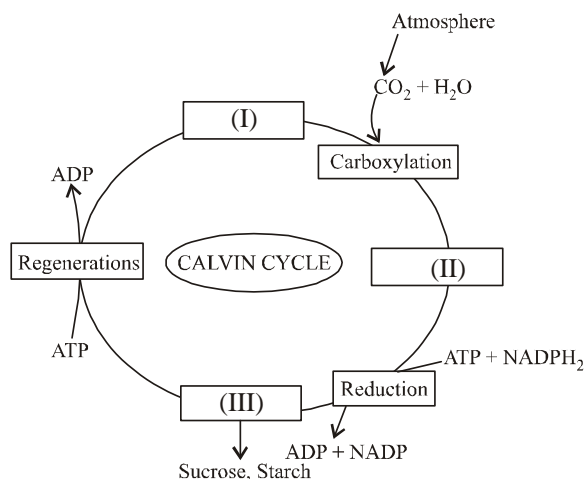 Atmosphere
CO₂ + H₂O
(I)
Carboxylation
ADP
Regenerations
CALVIN CYCLE
(II)
ATP
ATP + NADPH₂
Reduction
(III)
ADP + NADP
Sucrose, Starch